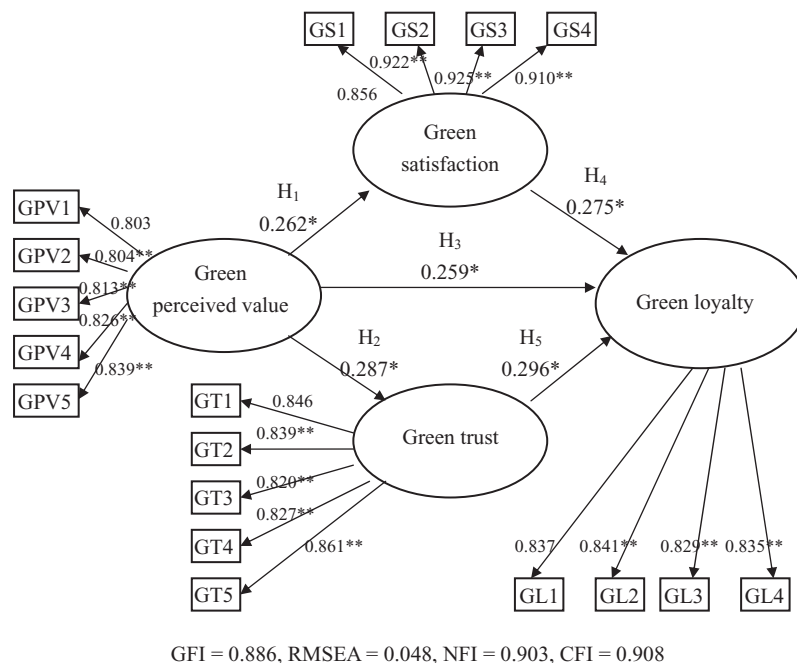 GS1
GS2
GS3
GS4
0.856
0.922**
0.925**
0.910**
Green
satisfaction
H1
0.262*
H4
0.275*
GPV1
GPV2
GPV3
GPV4
GPV5
0.803
0.804**
0.813**
0.826**
0.839**
Green
perceived value
H3
0.259*
Green loyalty
H2
0.287*
H5
0.296*
GT1
GT2
GT3
GT4
GT5
0.846
0.839**
0.820**
0.827**
0.861**
Green trust
0.837
0.841**
0.829**
0.835**
GL1
GL2
GL3
GL4
GFI = 0.886, RMSEA = 0.048, NFI = 0.903, CFI = 0.908